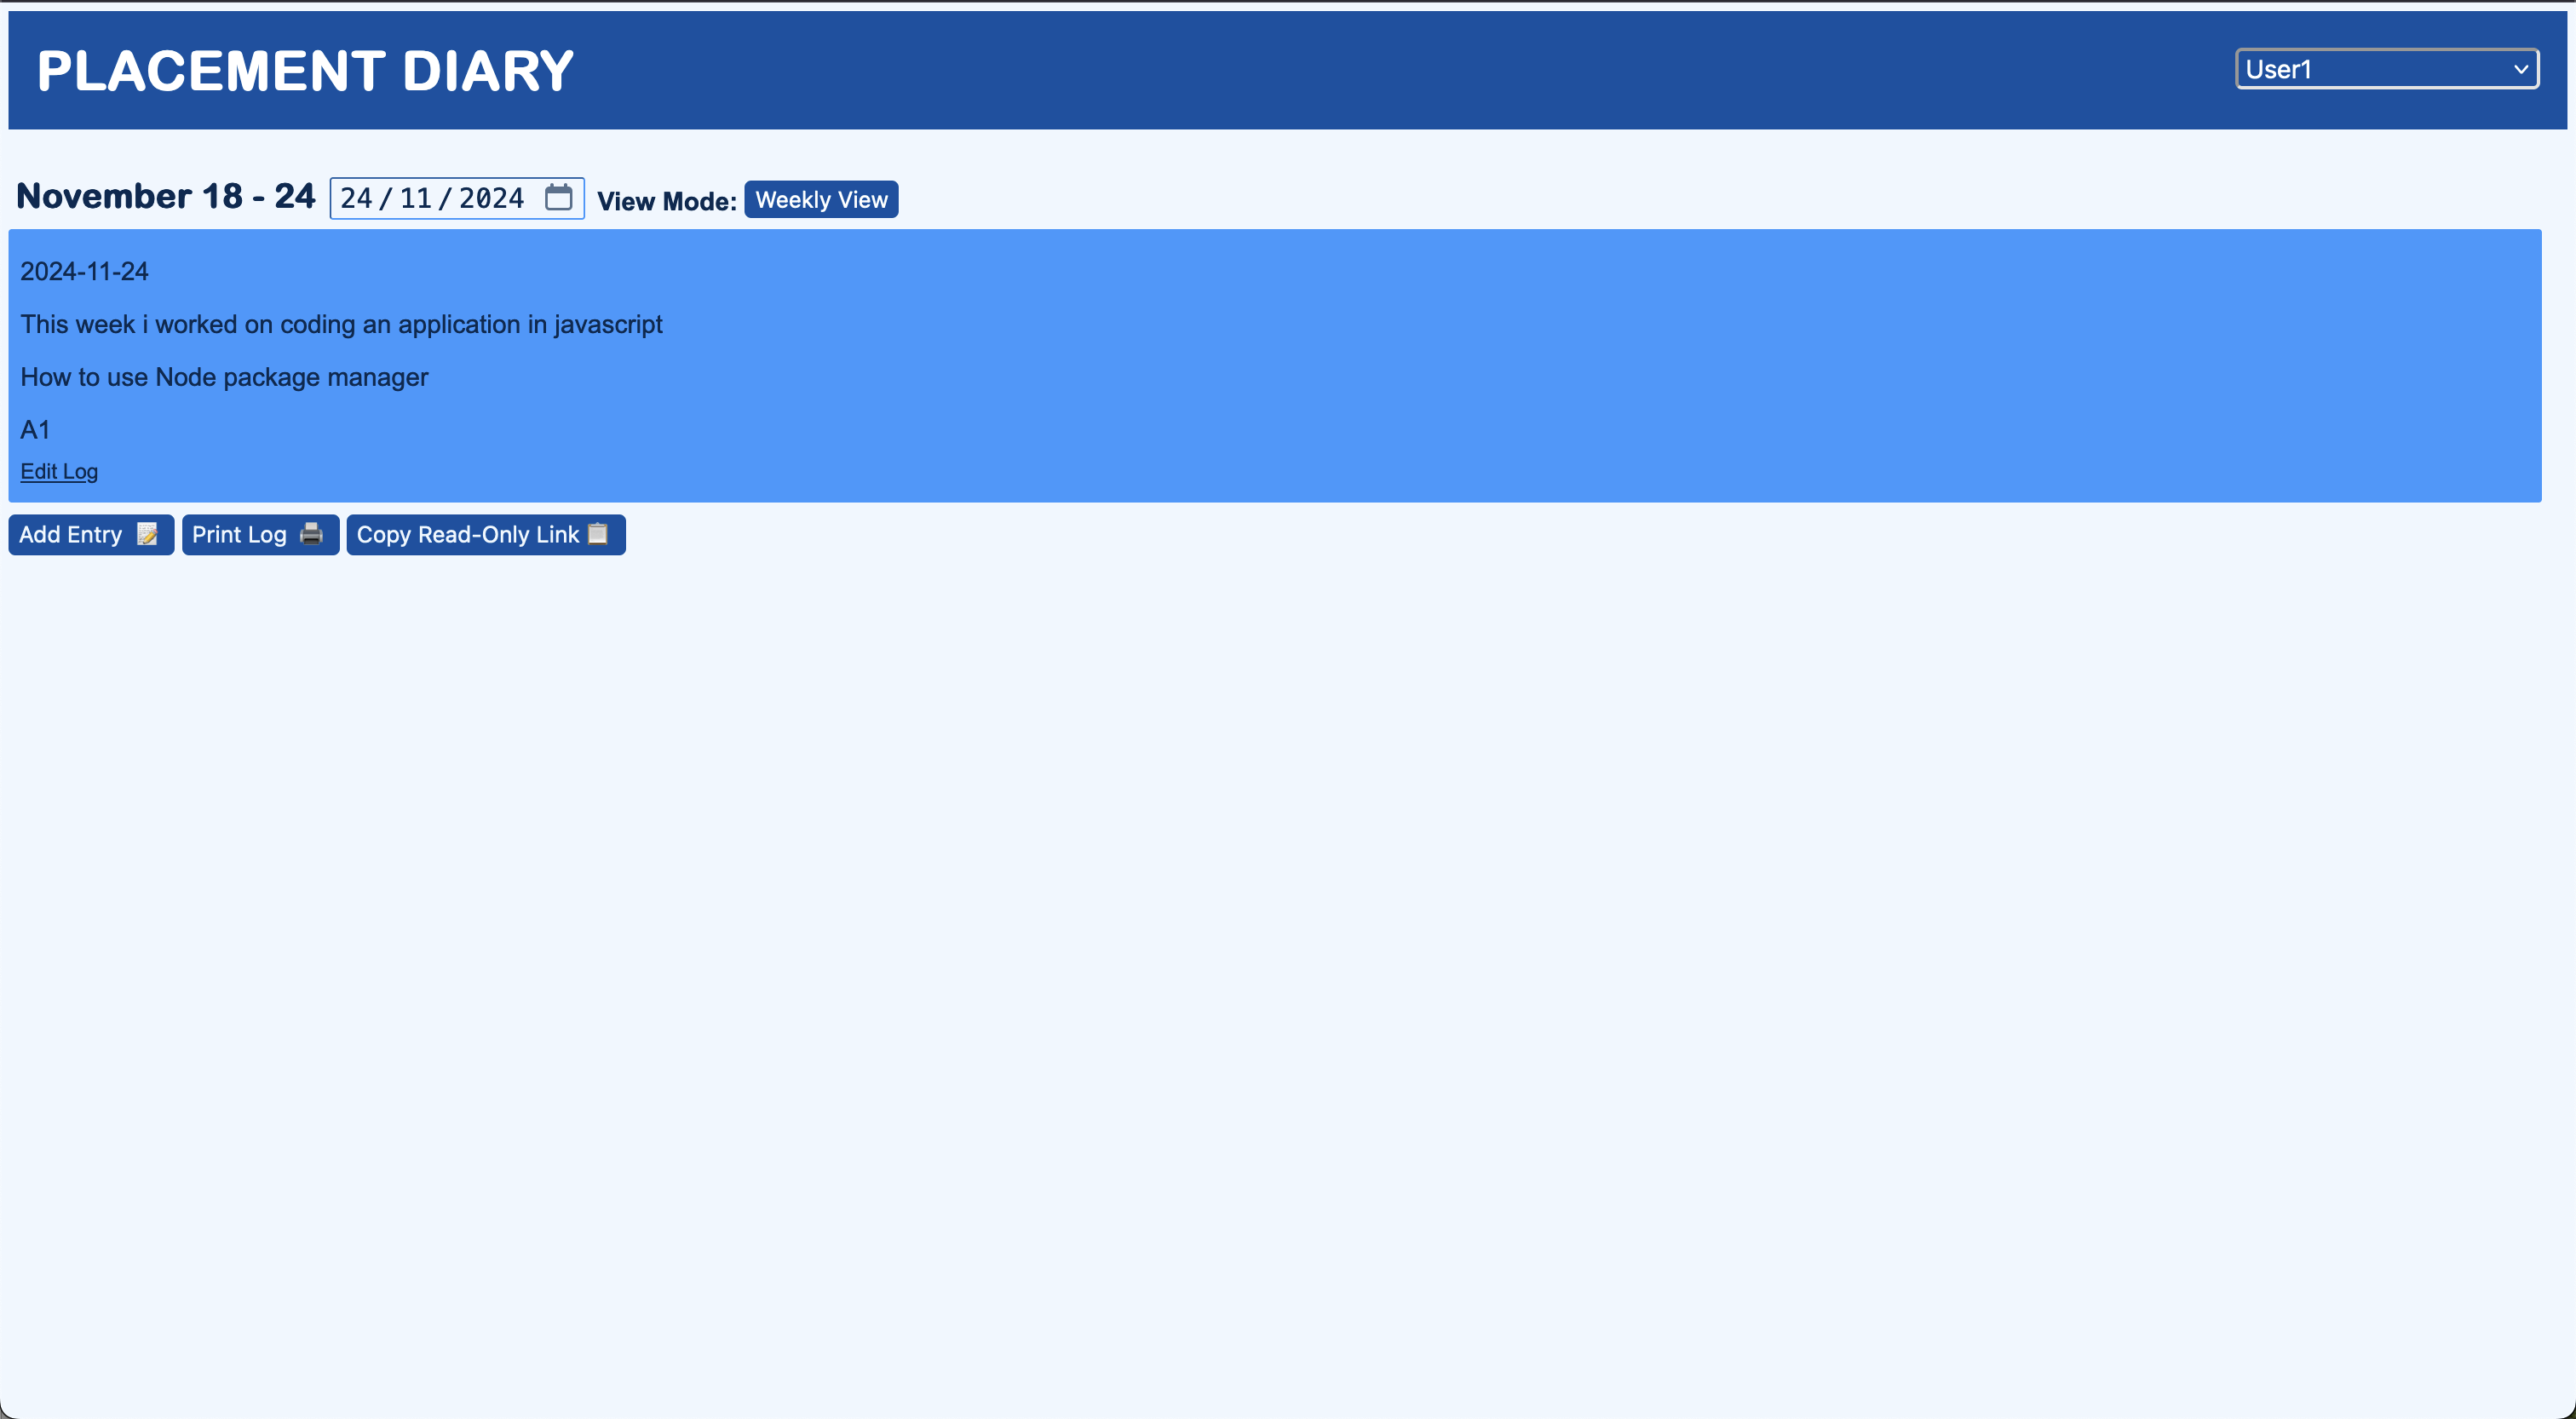 PLACEMENT DIARY
User1
November 18 - 24 24/11/2024 View Mode: Weekly View
2024-11-24
This week i worked on coding an application in javascript
How to use Node package manager
A1
Edit Log
Add Entry 📝 Print Log 🖨️ Copy Read-Only Link 📋